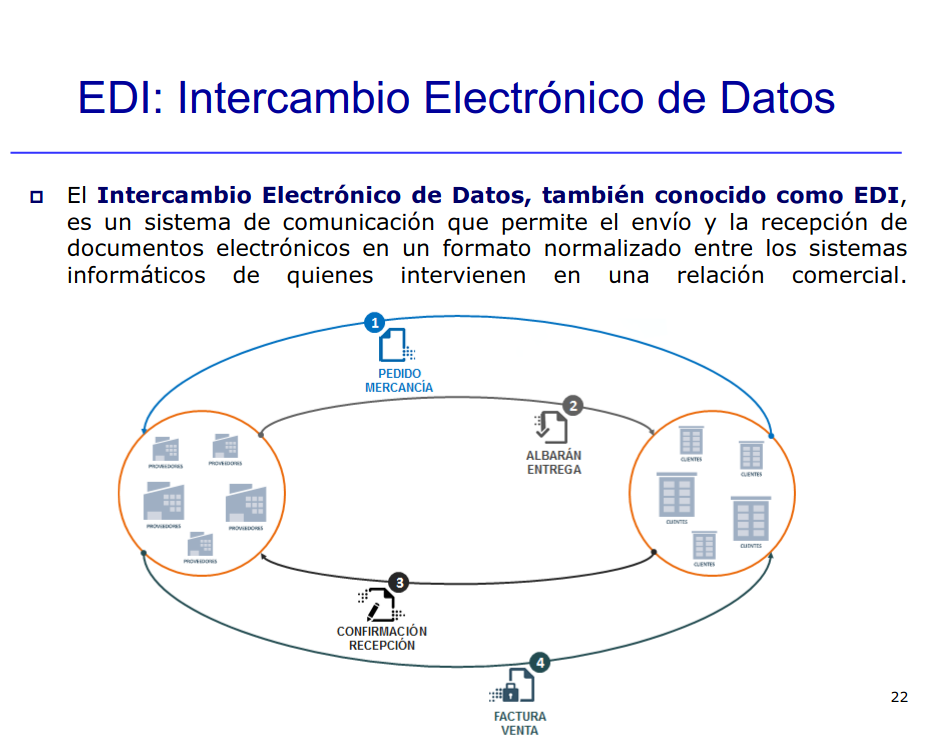 EDI: Intercambio Electrónico de Datos
El Intercambio Electrónico de Datos, también conocido como EDI,
es un sistema de comunicación que permite el envío y la recepción de
documentos electrónicos en un formato normalizado entre los sistemas
informáticos de quienes intervienen en una relación comercial.
1
PEDIDO
MERCANCÍA
2
ALBARÁN
ENTREGA
PROVEEDORES
PROVEEDORES
PROVEEDORES
PROVEEDORES
PROVEEDORES
CLIENTES
CLIENTES
CLIENTES
CLIENTES
CLIENTES
3
CONFIRMACIÓN
RECEPCIÓN
4
FACTURA
VENTA
22